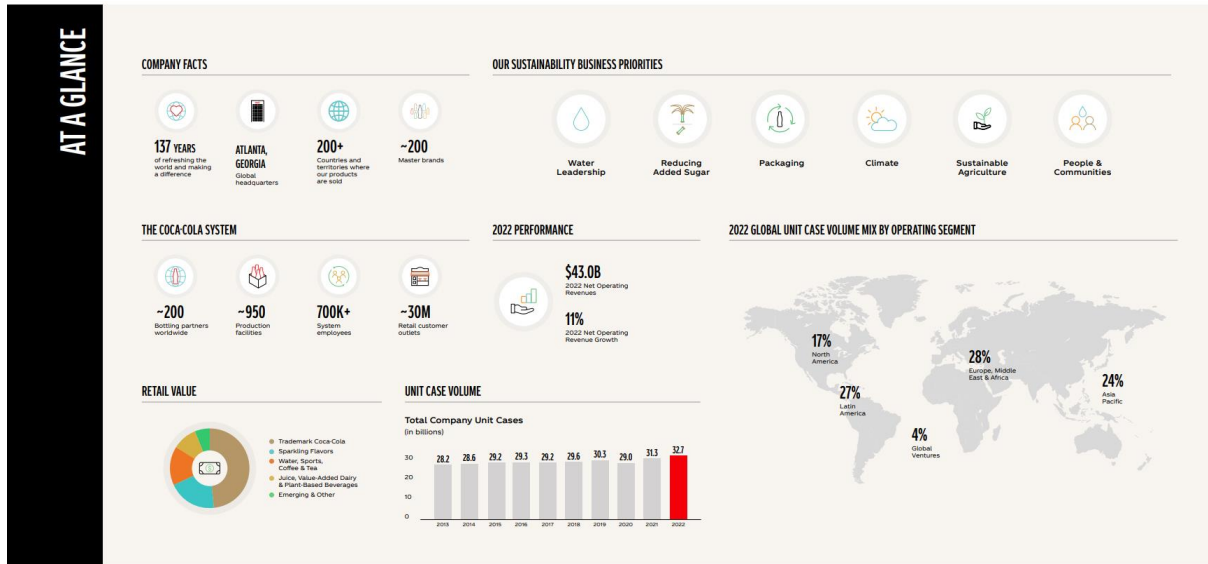 AT A GLANCE
COMPANY FACTS
137 YEARS
of refreshing the
world and making
a difference
ATLANTA,
GEORGIA
Global
headquarters
200+
Countries and
territories where
our products
are sold
~200
Master brands
OUR SUSTAINABILITY BUSINESS PRIORITIES
Water
Leadership
Reducing
Added Sugar
Packaging
Climate
Sustainable
Agriculture
People &
Communities
THE COCA-COLA SYSTEM
~200
Bottling partners
worldwide
~950
Production
facilities
700K+
System
employees
~30M
Retail customer
outlets
2022 PERFORMANCE
$43.0B
2022 Net Operating
Revenues
11%
2022 Net Operating
Revenue Growth
2022 GLOBAL UNIT CASE VOLUME MIX BY OPERATING SEGMENT
17%
North
America
28%
Europe, Middle
East & Africa
27%
Latin
America
24%
Asia
Pacific
4%
Global
Ventures
RETAIL VALUE
Trademark Coca-Cola
Sparkling Flavors
Water, Sports,
Coffee & Tea
Juice, Value-Added Dairy
& Plant-Based Beverages
Emerging & Other
UNIT CASE VOLUME
Total Company Unit Cases
(in billions)
30
20
10
0
28.2 28.6 29.2 29.3 29.2 29.6 30.3 29.0 31.3 32.7
2013 2014 2015 2016 2017 2018 2019 2020 2021 2022